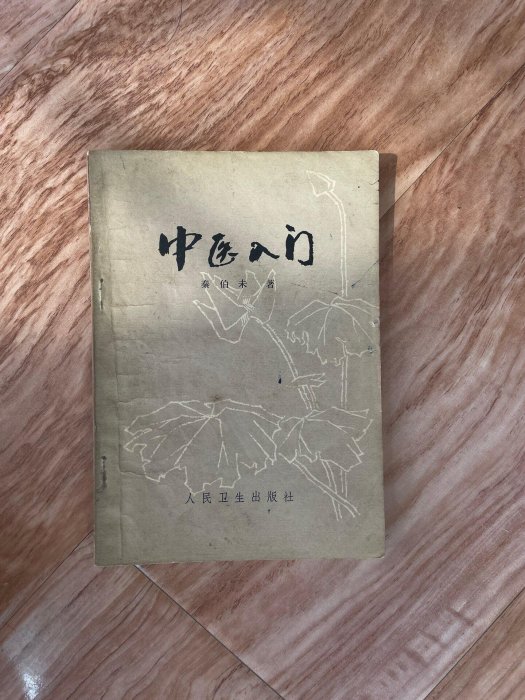 中医入门
秦伯未 著
人民卫生出版社